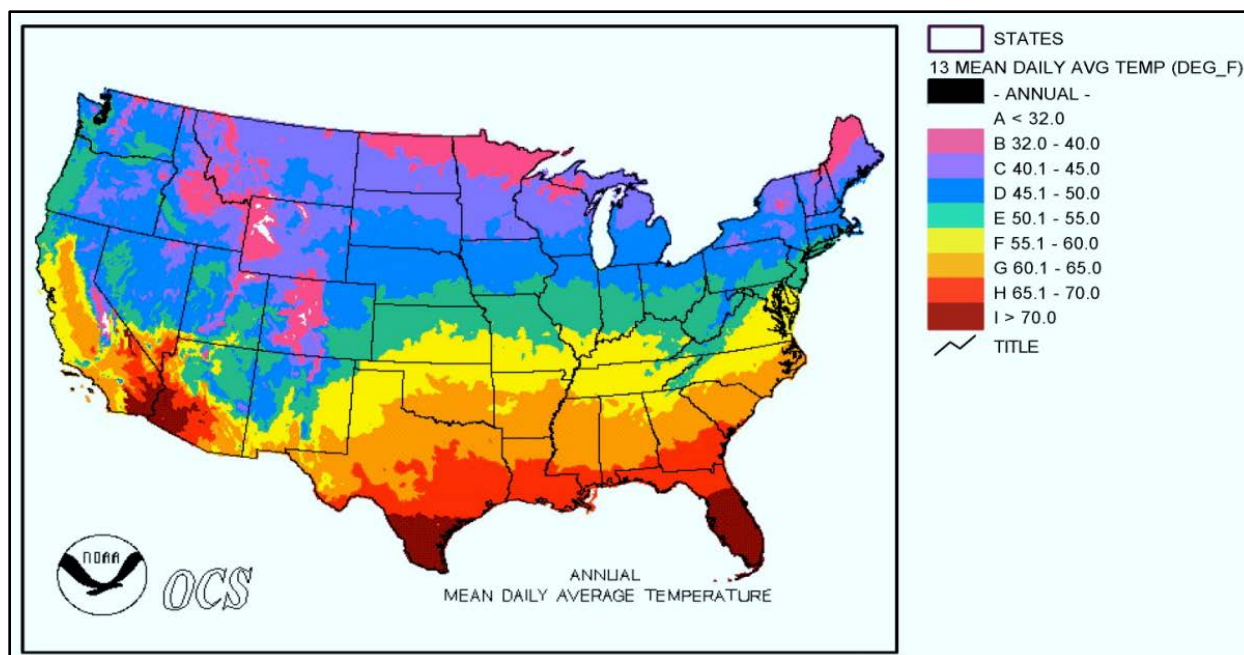 STATES
13 MEAN DAILY AVG TEMP (DEG_F)
- ANNUAL -
A < 32.0
B 32.0 - 40.0
C 40.1 - 45.0
D 45.1 - 50.0
E 50.1 - 55.0
F 55.1 - 60.0
G 60.1 - 65.0
H 65.1 - 70.0
I > 70.0
TITLE
NOAA
OCS
ANNUAL
MEAN DAILY AVERAGE TEMPERATURE